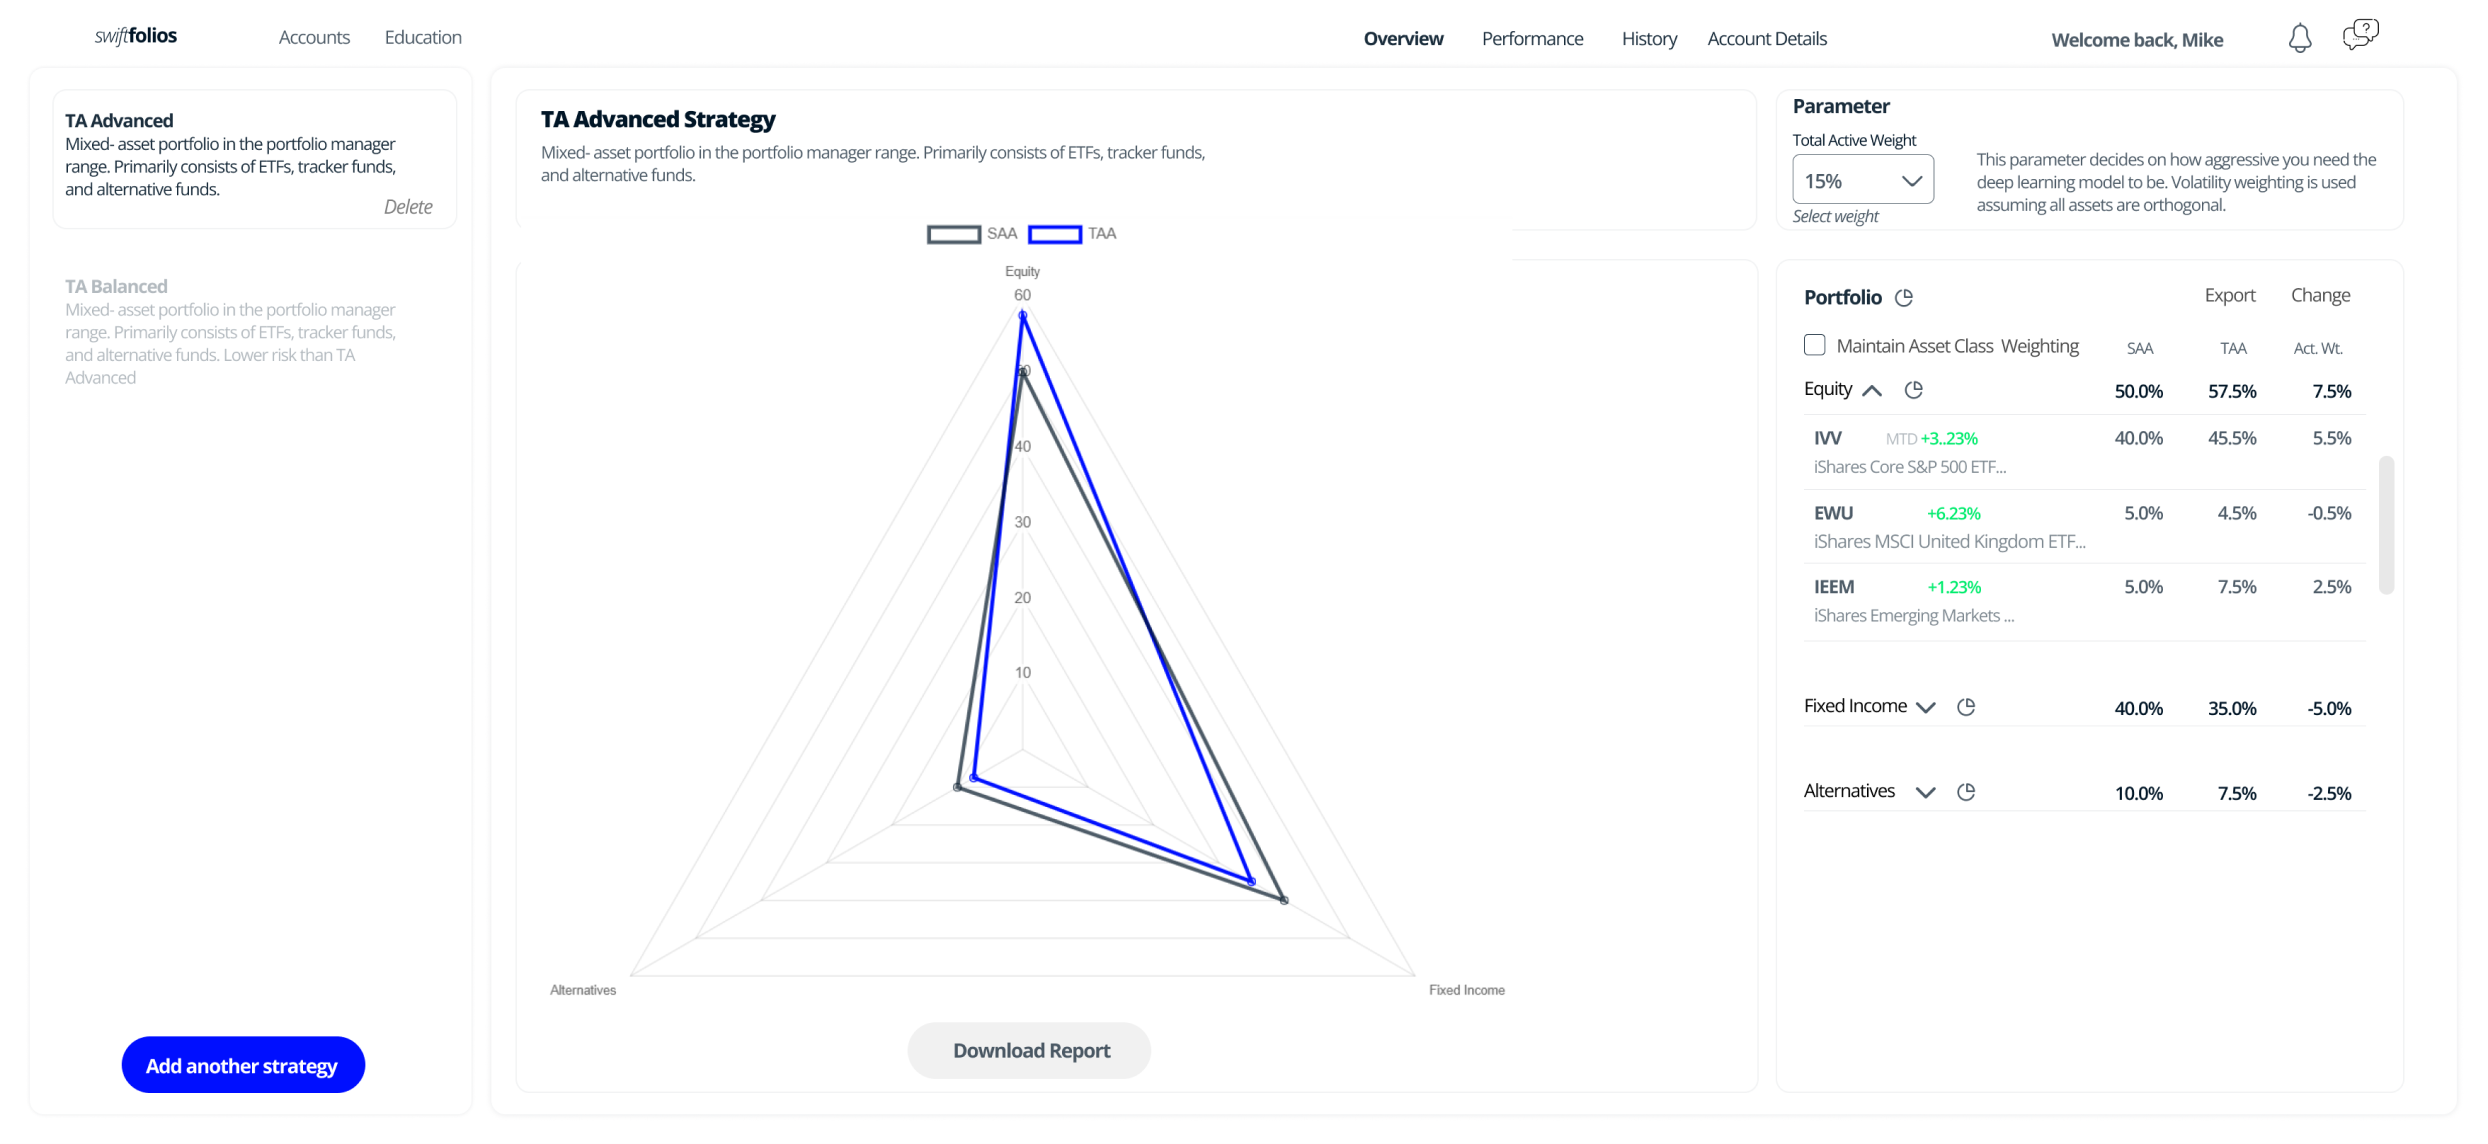 swiftfolios Accounts Education Overview Performance History Account Details Welcome back, Mike
TA Advanced
Mixed- asset portfolio in the portfolio manager
range. Primarily consists of ETFs, tracker funds,
and alternative funds.
Delete
TA Balanced
Mixed- asset portfolio in the portfolio manager
range. Primarily consists of ETFs, tracker funds,
and alternative funds. Lower risk than TA
Advanced
Add another strategy
TA Advanced Strategy
Mixed- asset portfolio in the portfolio manager range. Primarily consists of ETFs, tracker funds,
and alternative funds.
SAA TAA
Equity
60
50
40
30
20
10
Alternatives Fixed Income
Download Report
Parameter
Total Active Weight
15%
Select weight
This parameter decides on how aggressive you need the
deep learning model to be. Volatility weighting is used
assuming all assets are orthogonal.
Portfolio Export Change
Maintain Asset Class Weighting SAA TAA Act. Wt.
Equity 50.0% 57.5% 7.5%
IVV MTD +3..23% 40.0% 45.5% 5.5%
iShares Core S&P 500 ETF...
EWU +6.23% 5.0% 4.5% -0.5%
iShares MSCI United Kingdom ETF...
IEEM +1.23% 5.0% 7.5% 2.5%
iShares Emerging Markets ...
Fixed Income 40.0% 35.0% -5.0%
Alternatives 10.0% 7.5% -2.5%